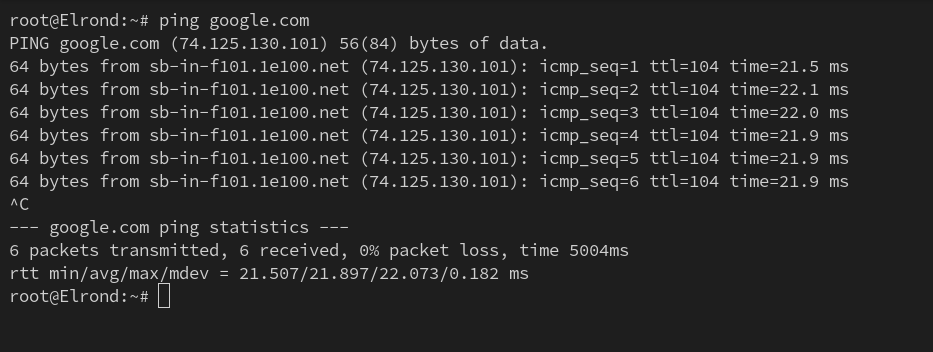 root@Elrond:~# ping google.com
PING google.com (74.125.130.101) 56(84) bytes of data.
64 bytes from sb-in-f101.1e100.net (74.125.130.101): icmp_seq=1 ttl=104 time=21.5 ms
64 bytes from sb-in-f101.1e100.net (74.125.130.101): icmp_seq=2 ttl=104 time=22.1 ms
64 bytes from sb-in-f101.1e100.net (74.125.130.101): icmp_seq=3 ttl=104 time=22.0 ms
64 bytes from sb-in-f101.1e100.net (74.125.130.101): icmp_seq=4 ttl=104 time=21.9 ms
64 bytes from sb-in-f101.1e100.net (74.125.130.101): icmp_seq=5 ttl=104 time=21.9 ms
64 bytes from sb-in-f101.1e100.net (74.125.130.101): icmp_seq=6 ttl=104 time=21.9 ms
^C
--- google.com ping statistics ---
6 packets transmitted, 6 received, 0% packet loss, time 5004ms
rtt min/avg/max/mdev = 21.507/21.897/22.073/0.182 ms
root@Elrond:~#